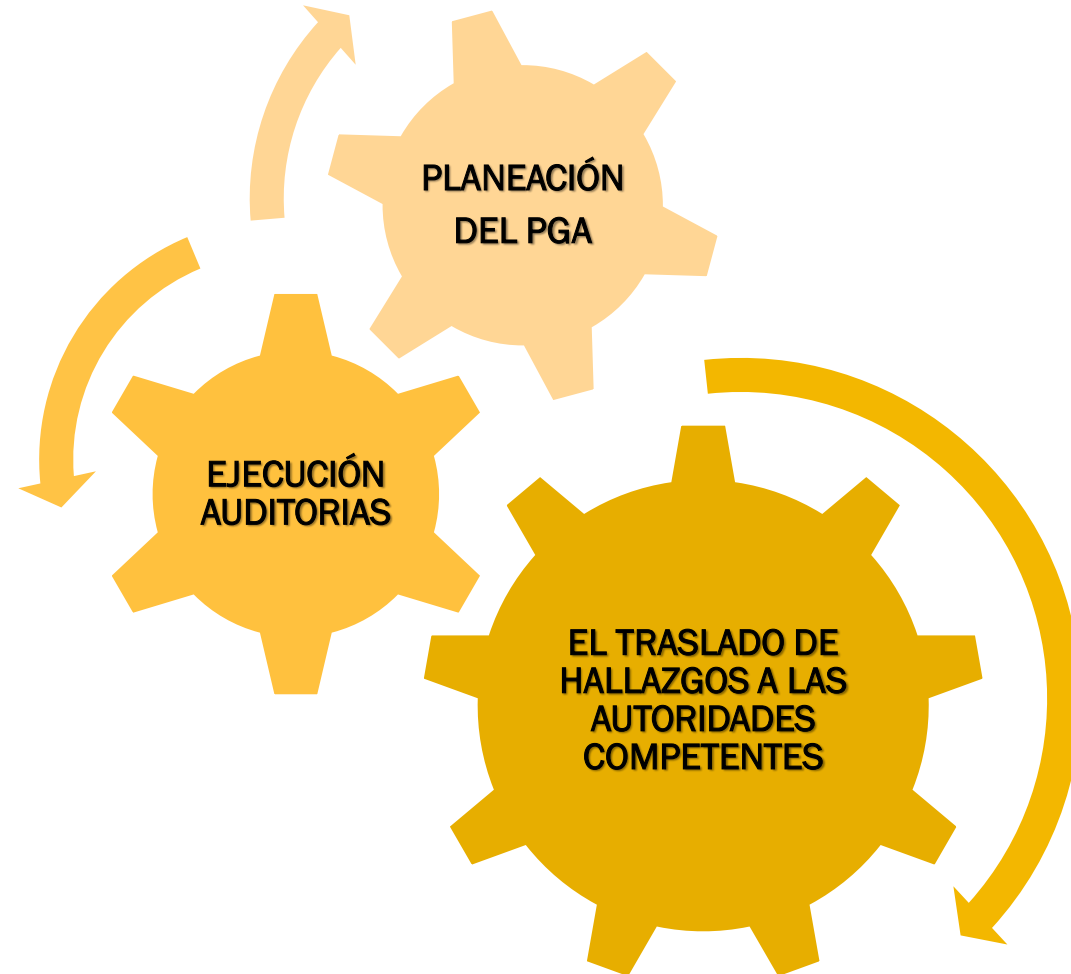 PLANEACIÓN
DEL PGA
EJECUCIÓN
AUDITORIAS
EL TRASLADO DE
HALLAZGOS A LAS
AUTORIDADES
COMPETENTES